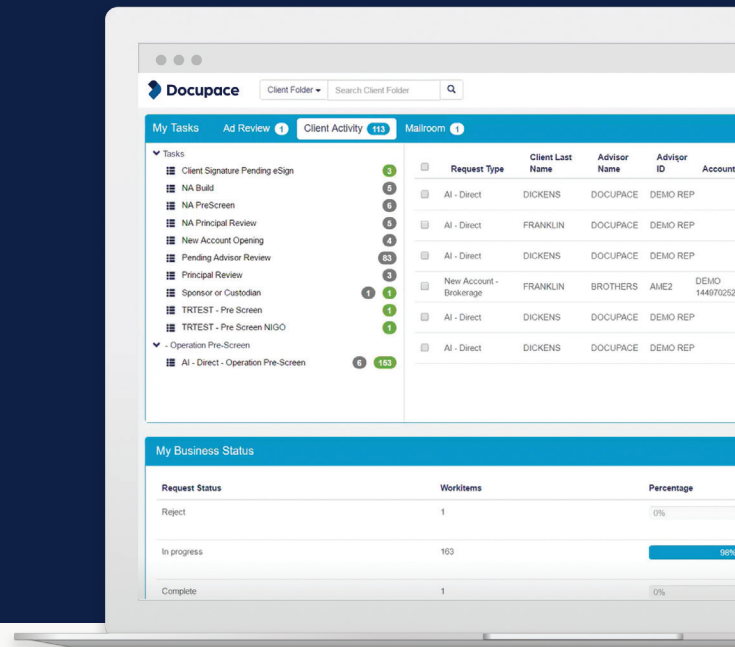 Docupace Client Folder Search Client Folder
My Tasks Ad Review 1 Client Activity 113 Mailroom 1
Tasks
Client Signature Pending eSign 3
NA Build 5
NA PreScreen 6
NA Principal Review 5
New Account Opening 4
Pending Advisor Review 83
Principal Review 3
Sponsor or Custodian 1 1
TRTEST - Pre Screen 1
TRTEST - Pre Screen NIGO 1
- Operation Pre-Screen
AI - Direct - Operation Pre-Screen 6 153
Request Type Client Last Name Advisor Name Advisor ID Account
AI - Direct DICKENS DOCUPACE DEMO REP
AI - Direct FRANKLIN DOCUPACE DEMO REP
AI - Direct DICKENS DOCUPACE DEMO REP
New Account - Brokerage FRANKLIN BROTHERS AME2 DEMO 144970252
AI - Direct DICKENS DOCUPACE DEMO REP
AI - Direct DICKENS DOCUPACE DEMO REP
My Business Status
Request Status Workitems Percentage
Reject 1 0%
In progress 163 98%
Complete 1 0%